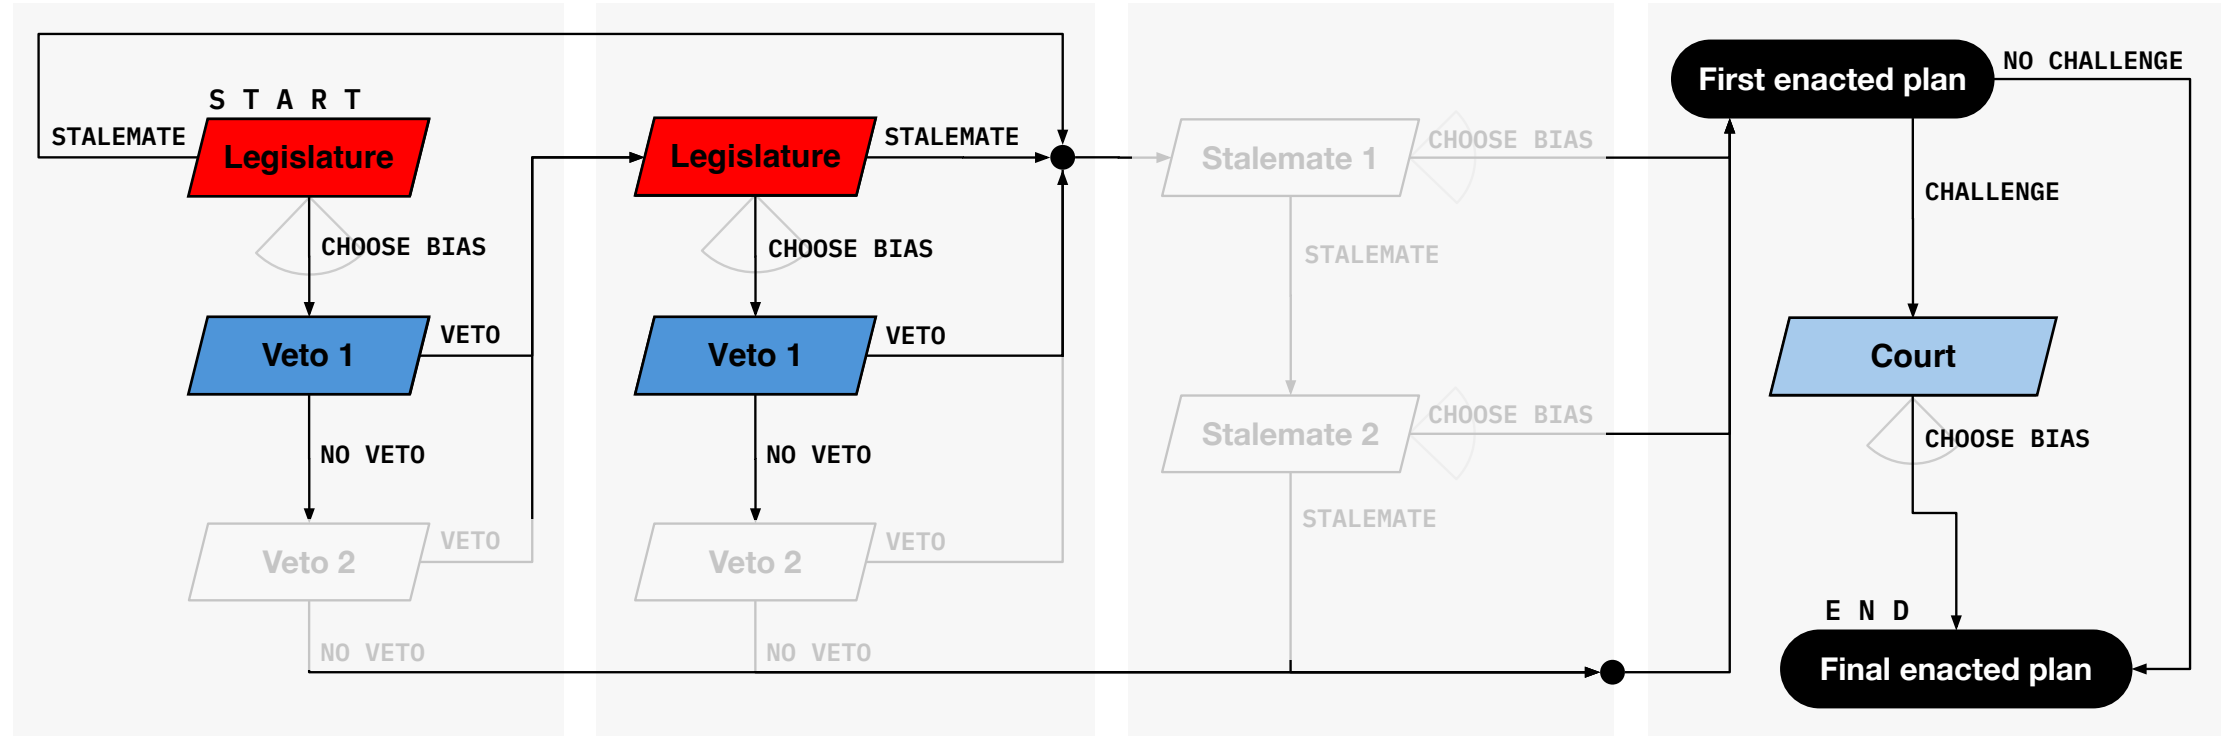 S T A R T
STALEMATE
Legislature
CHOOSE BIAS
Veto 1
VETO
NO VETO
Veto 2
VETO
NO VETO
Legislature
STALEMATE
CHOOSE BIAS
Veto 1
VETO
NO VETO
Veto 2
VETO
NO VETO
Stalemate 1
CHOOSE BIAS
STALEMATE
Stalemate 2
CHOOSE BIAS
STALEMATE
First enacted plan
NO CHALLENGE
CHALLENGE
Court
CHOOSE BIAS
E N D
Final enacted plan